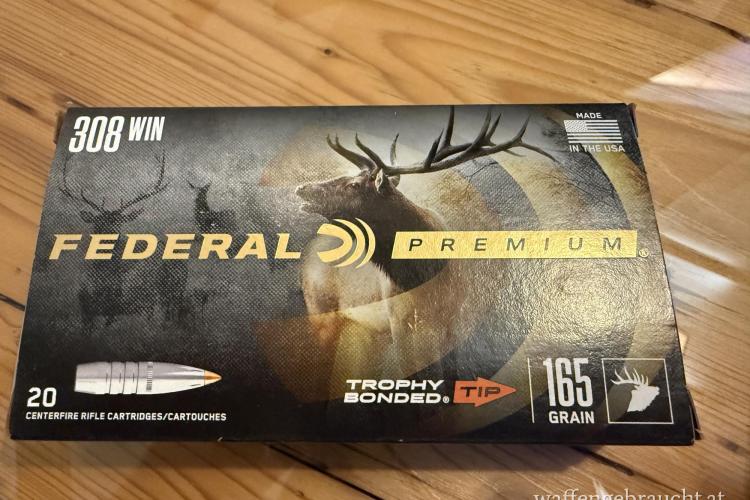 308 WIN
MADE
IN THE USA
FEDERAL PREMIUM®
20
CENTERFIRE RIFLE CARTRIDGES/CARTOUCHES
TROPHY
BONDED® TIP
165
GRAIN
waffengebraucht.at